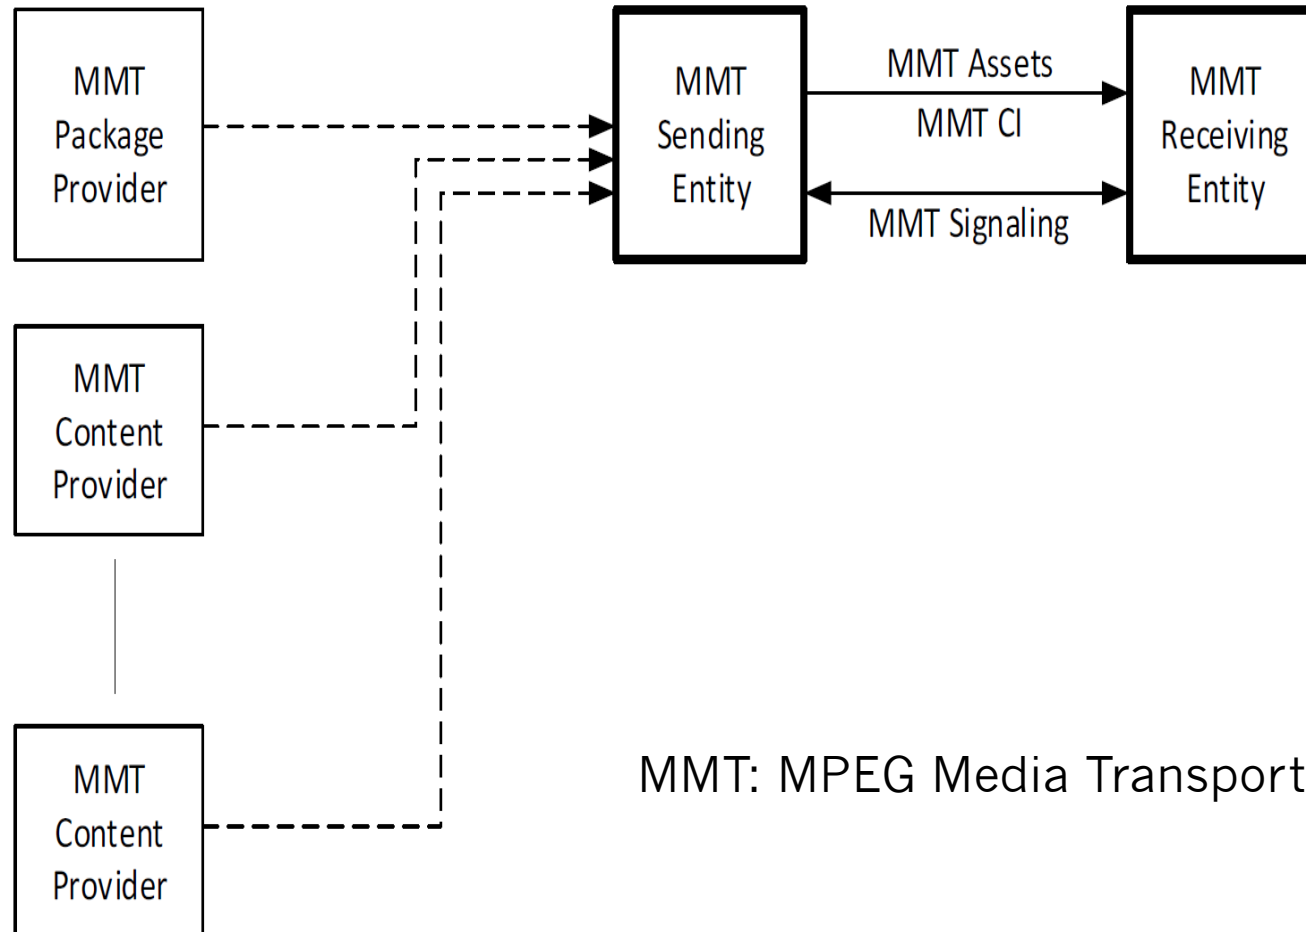 MMT
Package
Provider
MMT
Sending
Entity
MMT Assets
MMT CI
MMT Signaling
MMT
Receiving
Entity
MMT
Content
Provider
MMT
Content
Provider
MMT: MPEG Media Transport